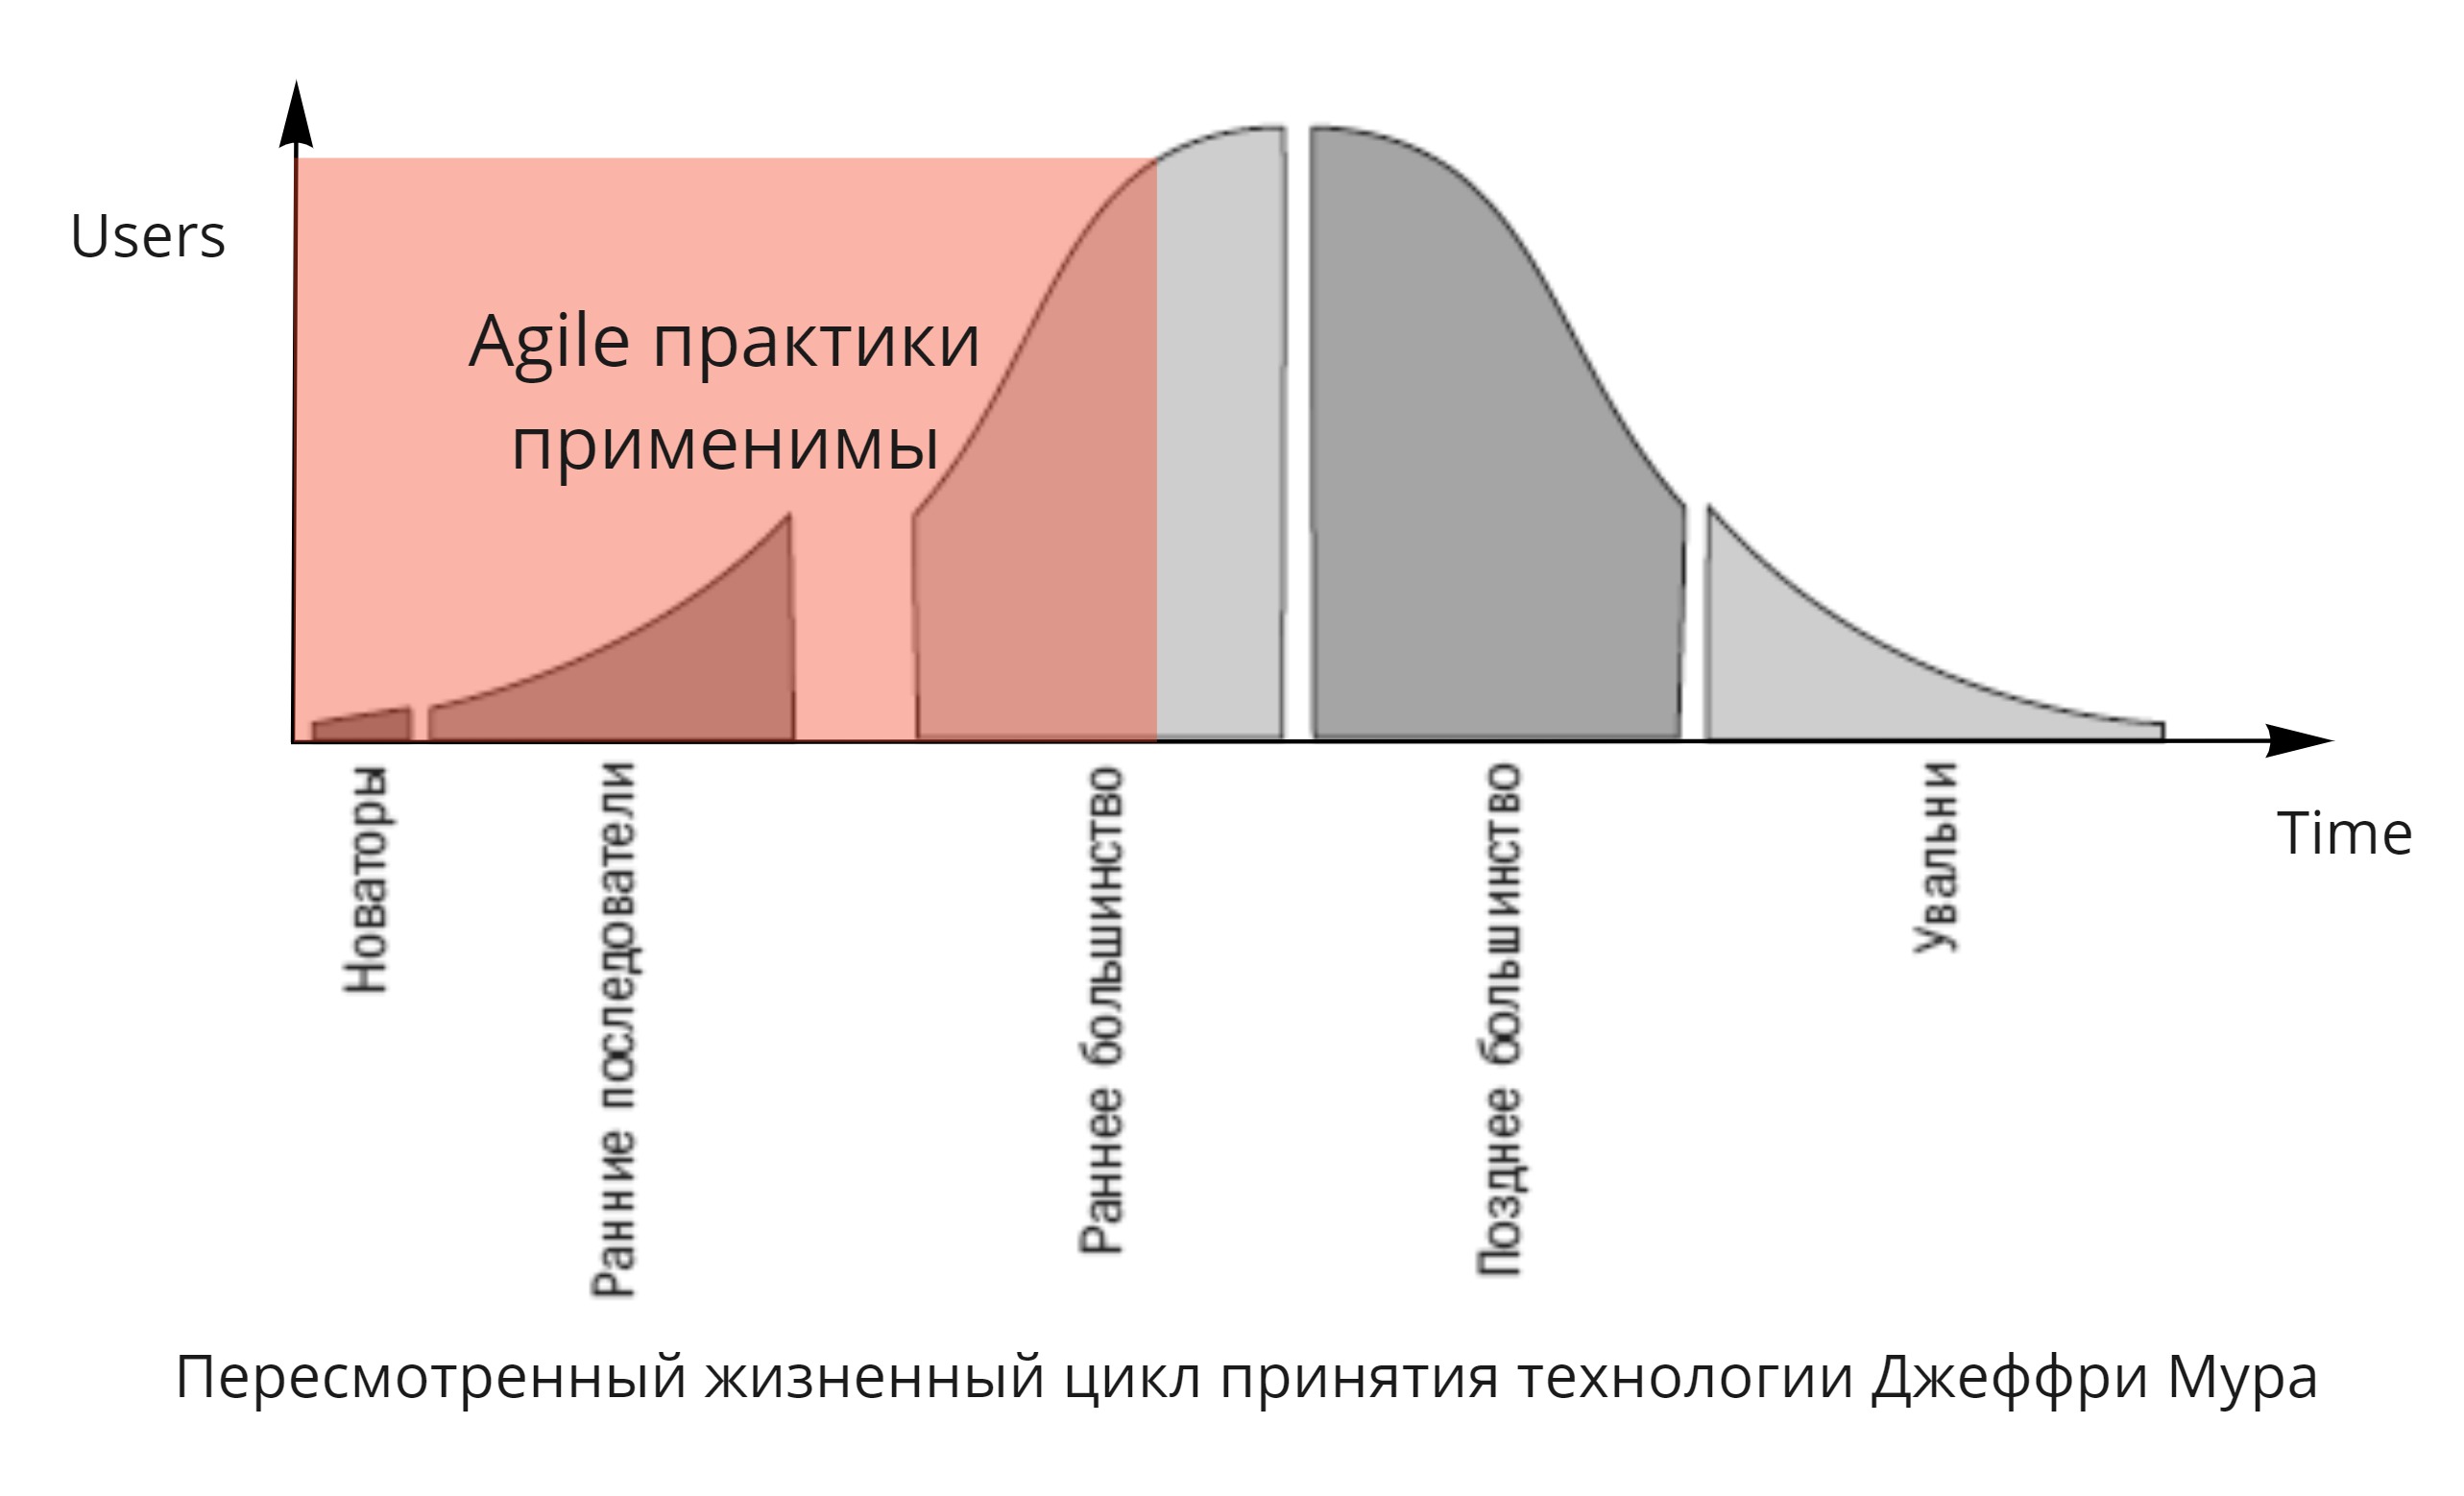 Users
Agile практики
применимы
Time
Новаторы
Ранние последователи
Раннее большинство
Позднее большинство
Увальни
Пересмотренный жизненный цикл принятия технологии Джеффри Мура